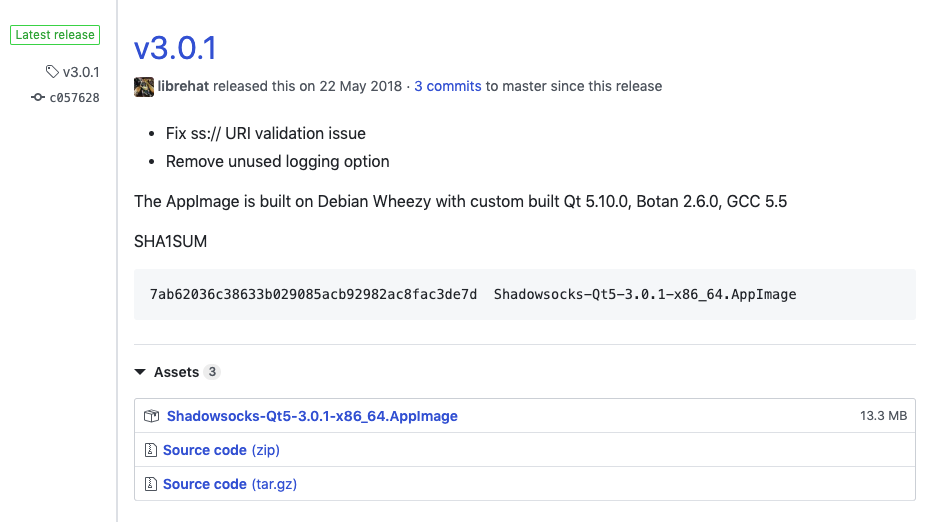 Latest release
v3.0.1
c057628
v3.0.1
librehat released this on 22 May 2018 · 3 commits to master since this release
• Fix ss:// URI validation issue
• Remove unused logging option
The AppImage is built on Debian Wheezy with custom built Qt 5.10.0, Botan 2.6.0, GCC 5.5
SHA1SUM
7ab62036c38633b029085acb92982ac8fac3de7d  Shadowsocks-Qt5-3.0.1-x86_64.AppImage
Assets 3
Shadowsocks-Qt5-3.0.1-x86_64.AppImage 13.3 MB
Source code (zip)
Source code (tar.gz)